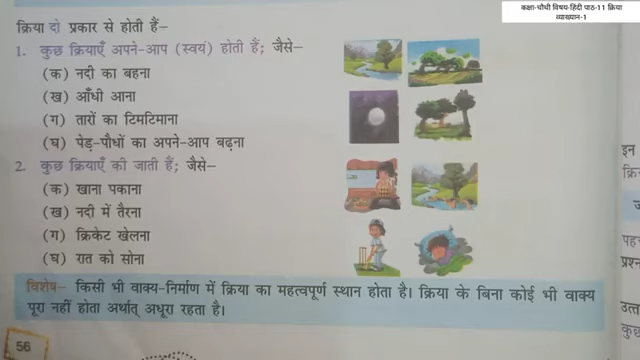 कक्षा-चौथी विषय-हिंदी पाठ-11 क्रिया
व्याख्यान-1
क्रिया दो प्रकार से होती हैं–
1. कुछ क्रियाएँ अपने-आप (स्वयं) होती हैं; जैसे–
(क) नदी का बहना
(ख) आँधी आना
(ग) तारों का टिमटिमाना
(घ) पेड़-पौधों का अपने-आप बढ़ना
2. कुछ क्रियाएँ की जाती हैं; जैसे–
(क) खाना पकाना
(ख) नदी में तैरना
(ग) क्रिकेट खेलना
(घ) रात को सोना
विशेष– किसी भी वाक्य-निर्माण में क्रिया का महत्वपूर्ण स्थान होता है। क्रिया के बिना कोई भी वाक्य
पूरा नहीं होता अर्थात् अधूरा रहता है।
56
इन